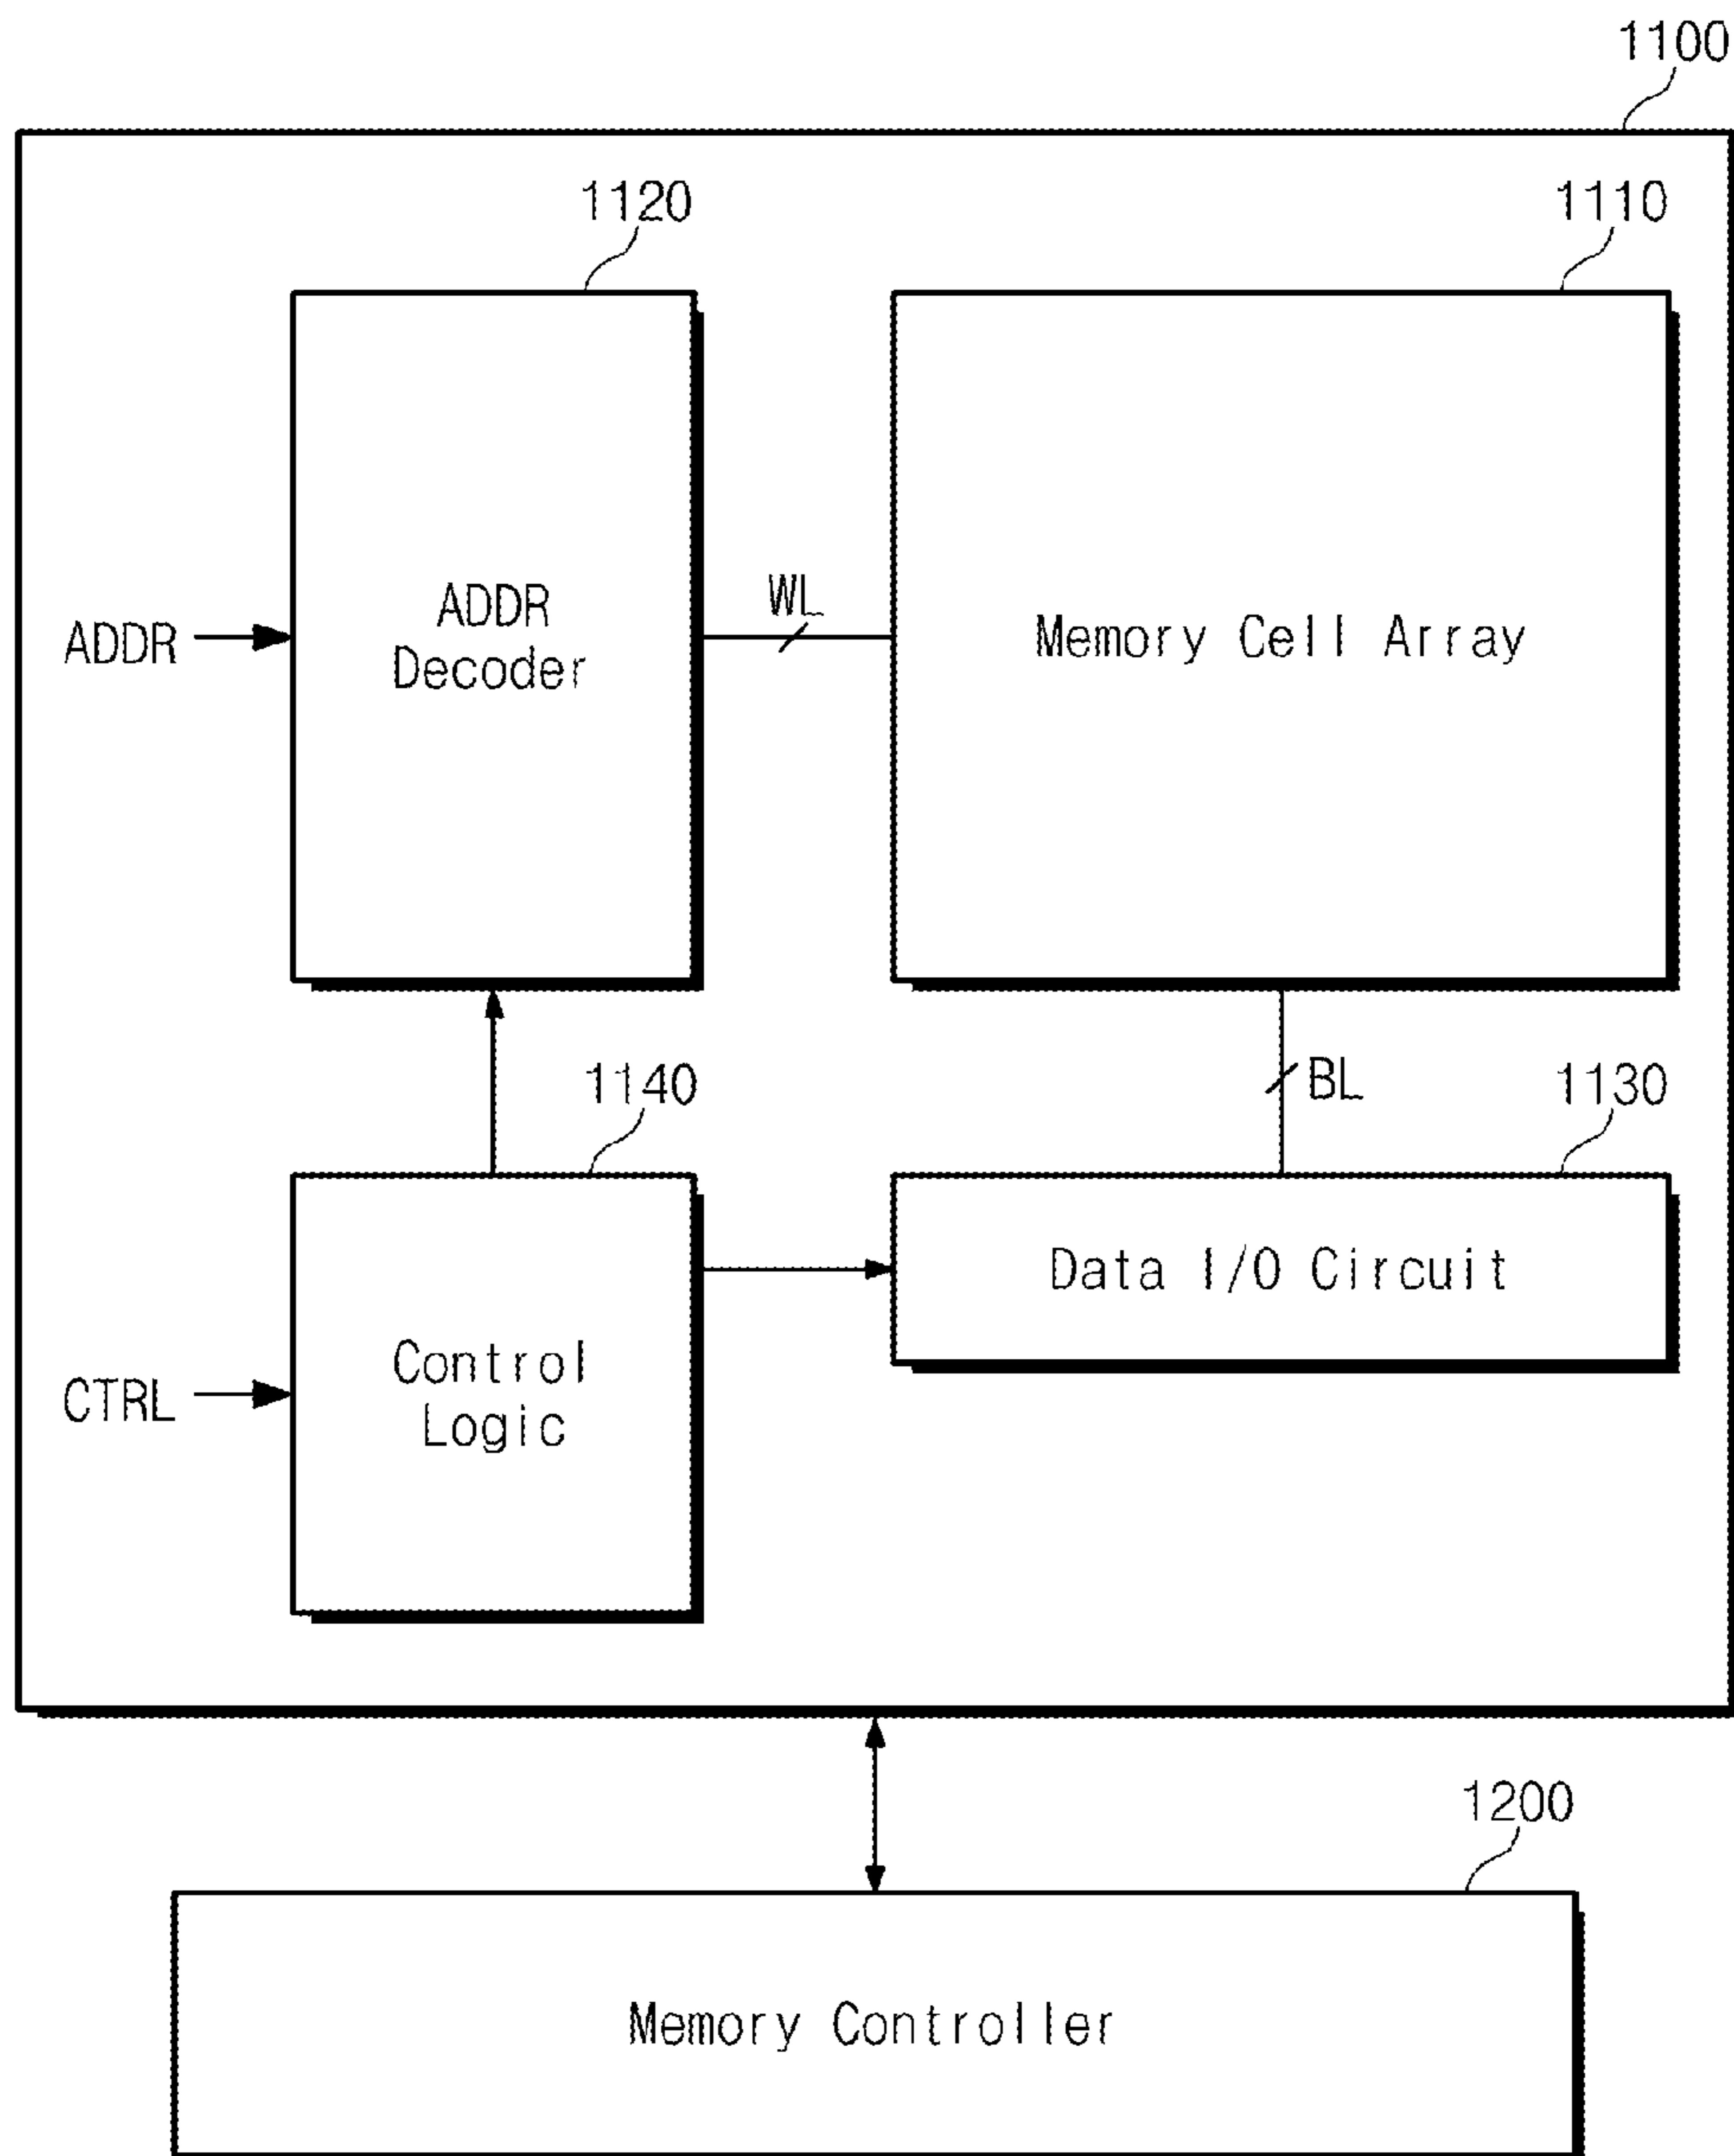 1100
1120
1110
ADDR
ADDR
Decoder
WL
Memory Cell Array
1140
BL
1130
CTRL
Control
Logic
Data I/O Circuit
1200
Memory Controller